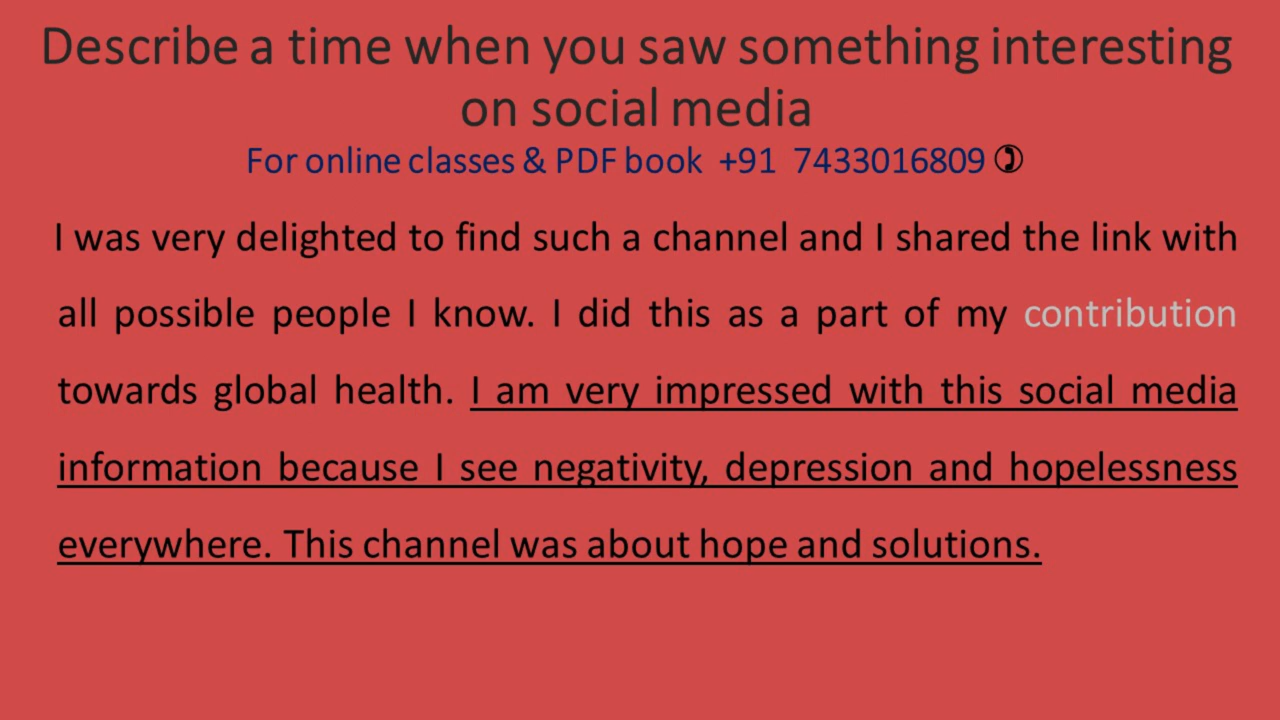 Describe a time when you saw something interesting
on social media
For online classes & PDF book +91 7433016809
I was very delighted to find such a channel and I shared the link with
all possible people I know. I did this as a part of my contribution
towards global health. I am very impressed with this social media
information because I see negativity, depression and hopelessness
everywhere. This channel was about hope and solutions.